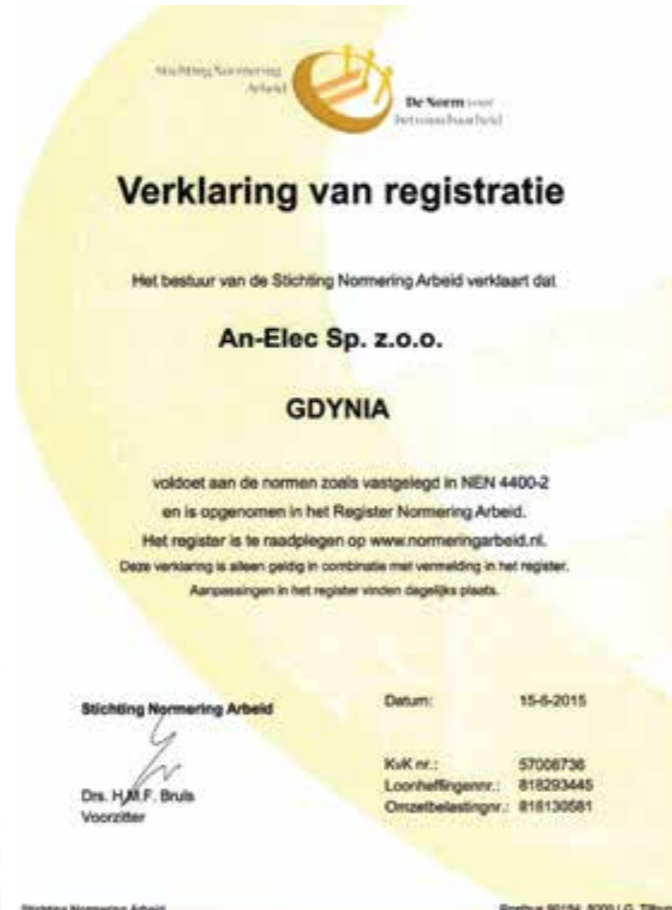 Stichting Normering
Arbeid
De Norm voor
betrouwbaarheid
Verklaring van registratie
Het bestuur van de Stichting Normering Arbeid verklaart dat
An-Elec Sp. z.o.o.
GDYNIA
voldoet aan de normen zoals vastgelegd in NEN 4400-2
en is opgenomen in het Register Normering Arbeid.
Het register is te raadplegen op www.normeringarbeid.nl.
Deze verklaring is alleen geldig in combinatie met vermelding in het register.
Aanpassingen in het register vinden dagelijks plaats.
Stichting Normering Arbeid
Drs. H.M.F. Bruls
Voorzitter
Datum: 15-6-2015
KvK nr.: 57008736
Loonheffingennr.: 818293445
Omzetbelastingnr.: 818130581
Stichting Normering Arbeid